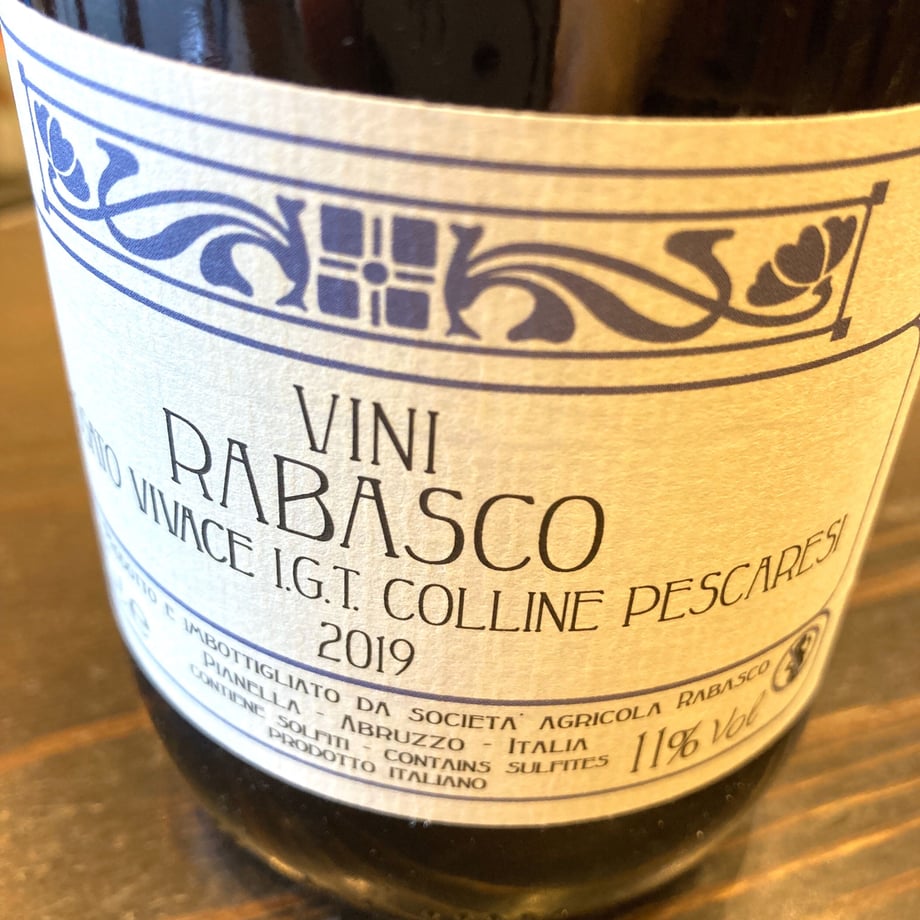 VINI
RABASCO
VIVACE I.G.T. COLLINE PESCARESI
2019
E IMBOTTIGLIATO DA SOCIETA' AGRICOLA RABASCO
PIANELLA - ABRUZZO - ITALIA
CONTIENE SOLFITI - CONTAINS SULFITES
11% Vol
PRODOTTO ITALIANO